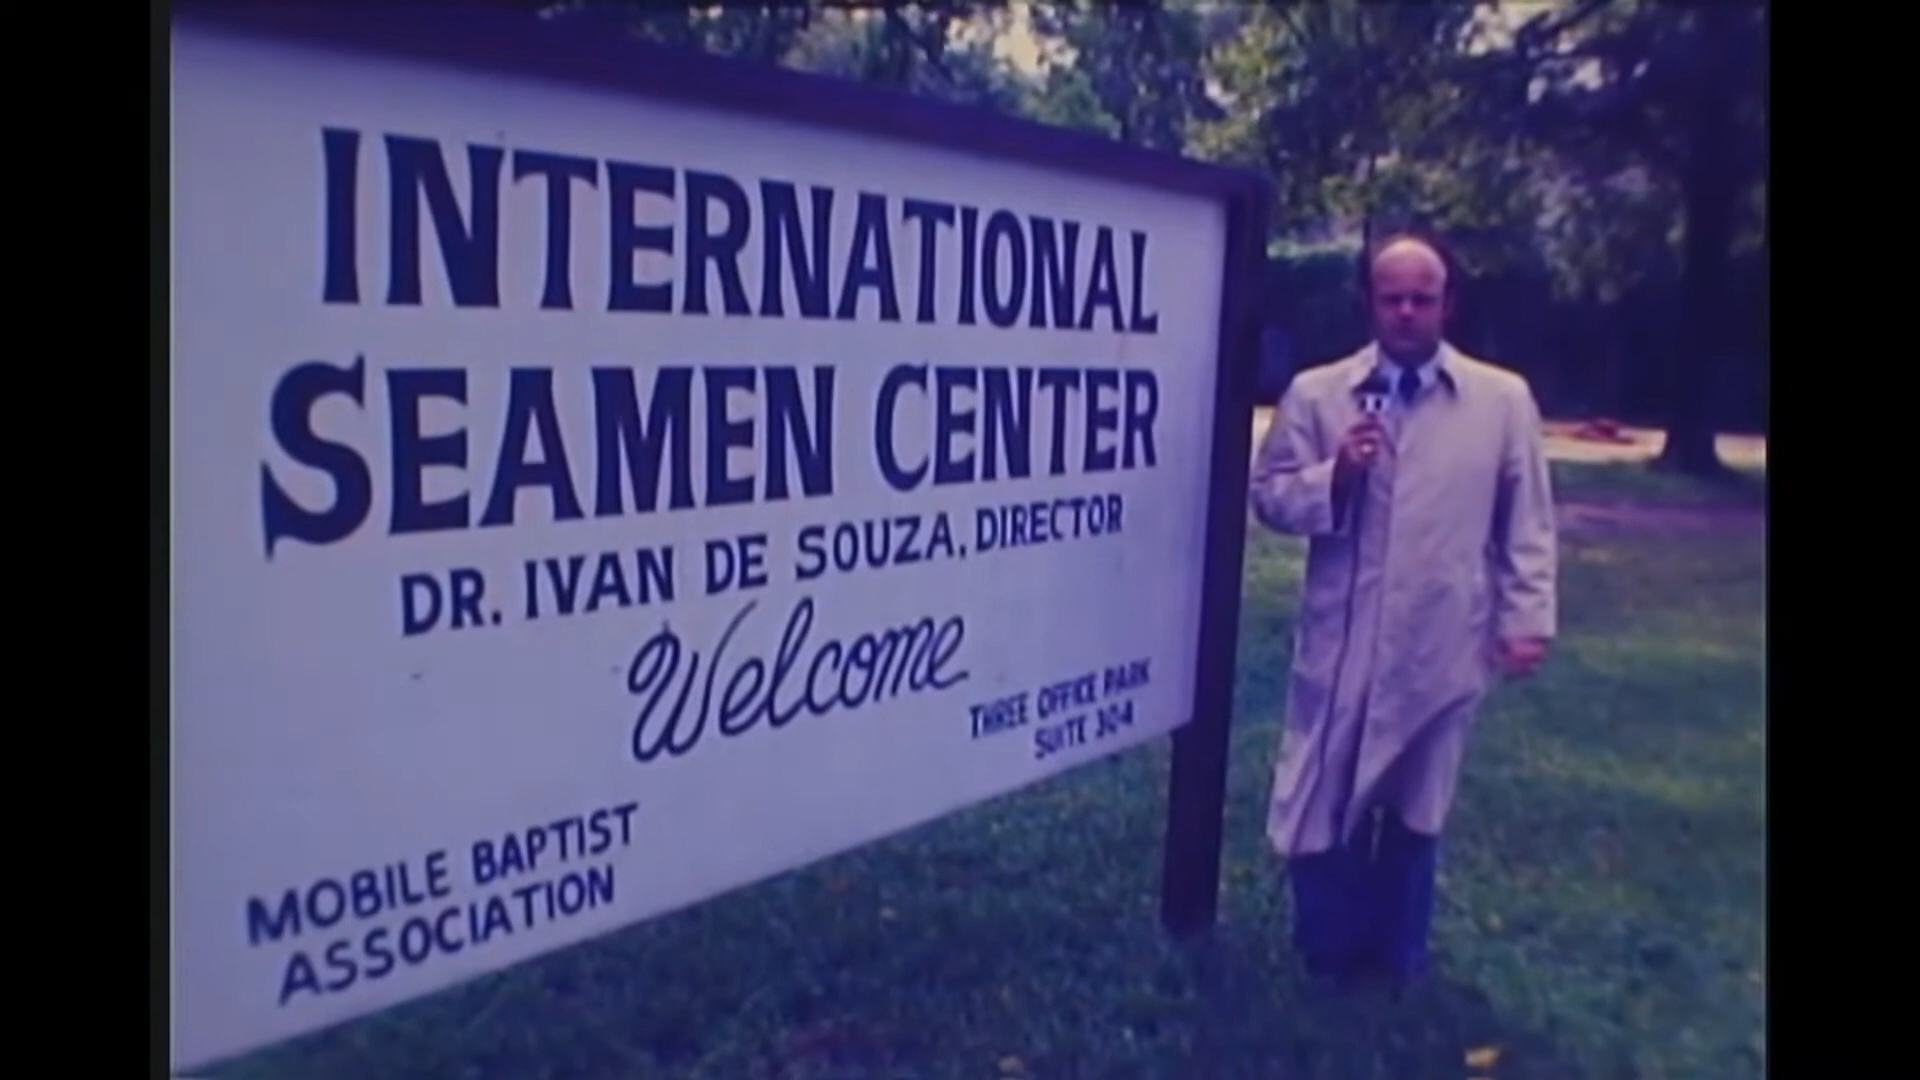 INTERNATIONAL
SEAMEN CENTER
DR. IVAN DE SOUZA, DIRECTOR
Welcome
THREE OFFICE PARK
SUITE 304
MOBILE BAPTIST
ASSOCIATION